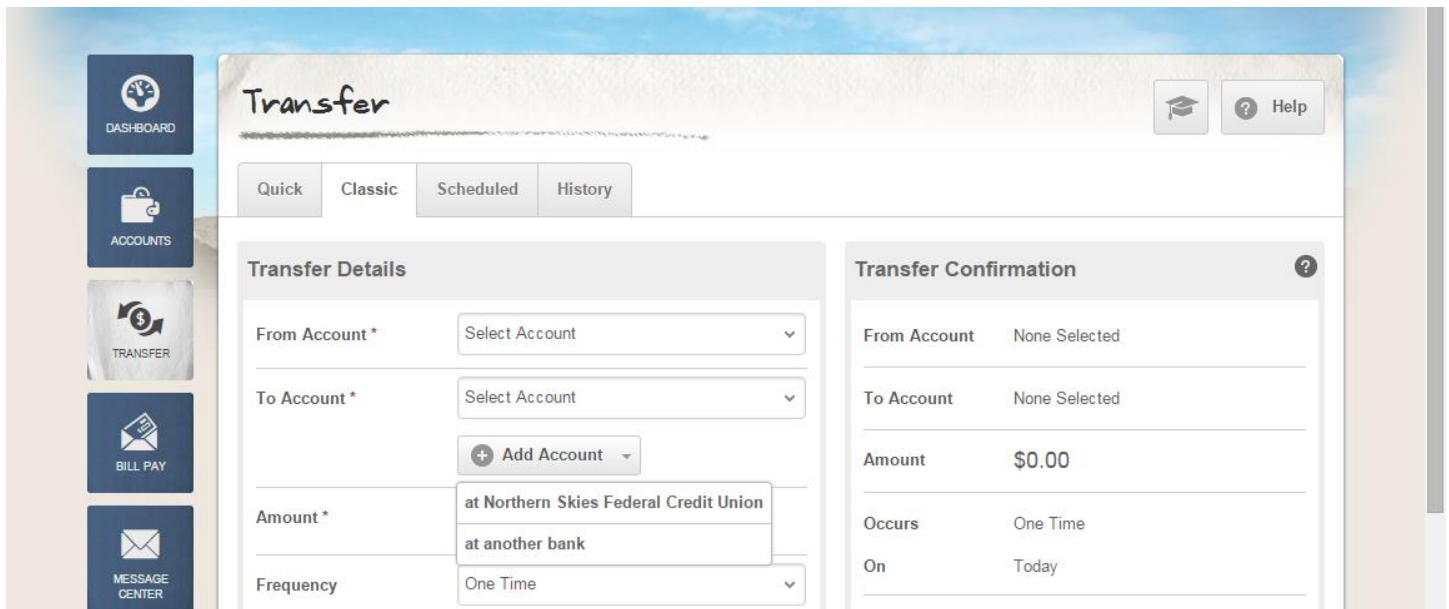 DASHBOARD
ACCOUNTS
TRANSFER
BILL PAY
MESSAGE
CENTER
Transfer
Help
Quick
Classic
Scheduled
History
Transfer Details
From Account *
Select Account
To Account *
Select Account
Add Account
at Northern Skies Federal Credit Union
at another bank
Amount *
Frequency
One Time
Transfer Confirmation
From Account
None Selected
To Account
None Selected
Amount
$0.00
Occurs
One Time
On
Today